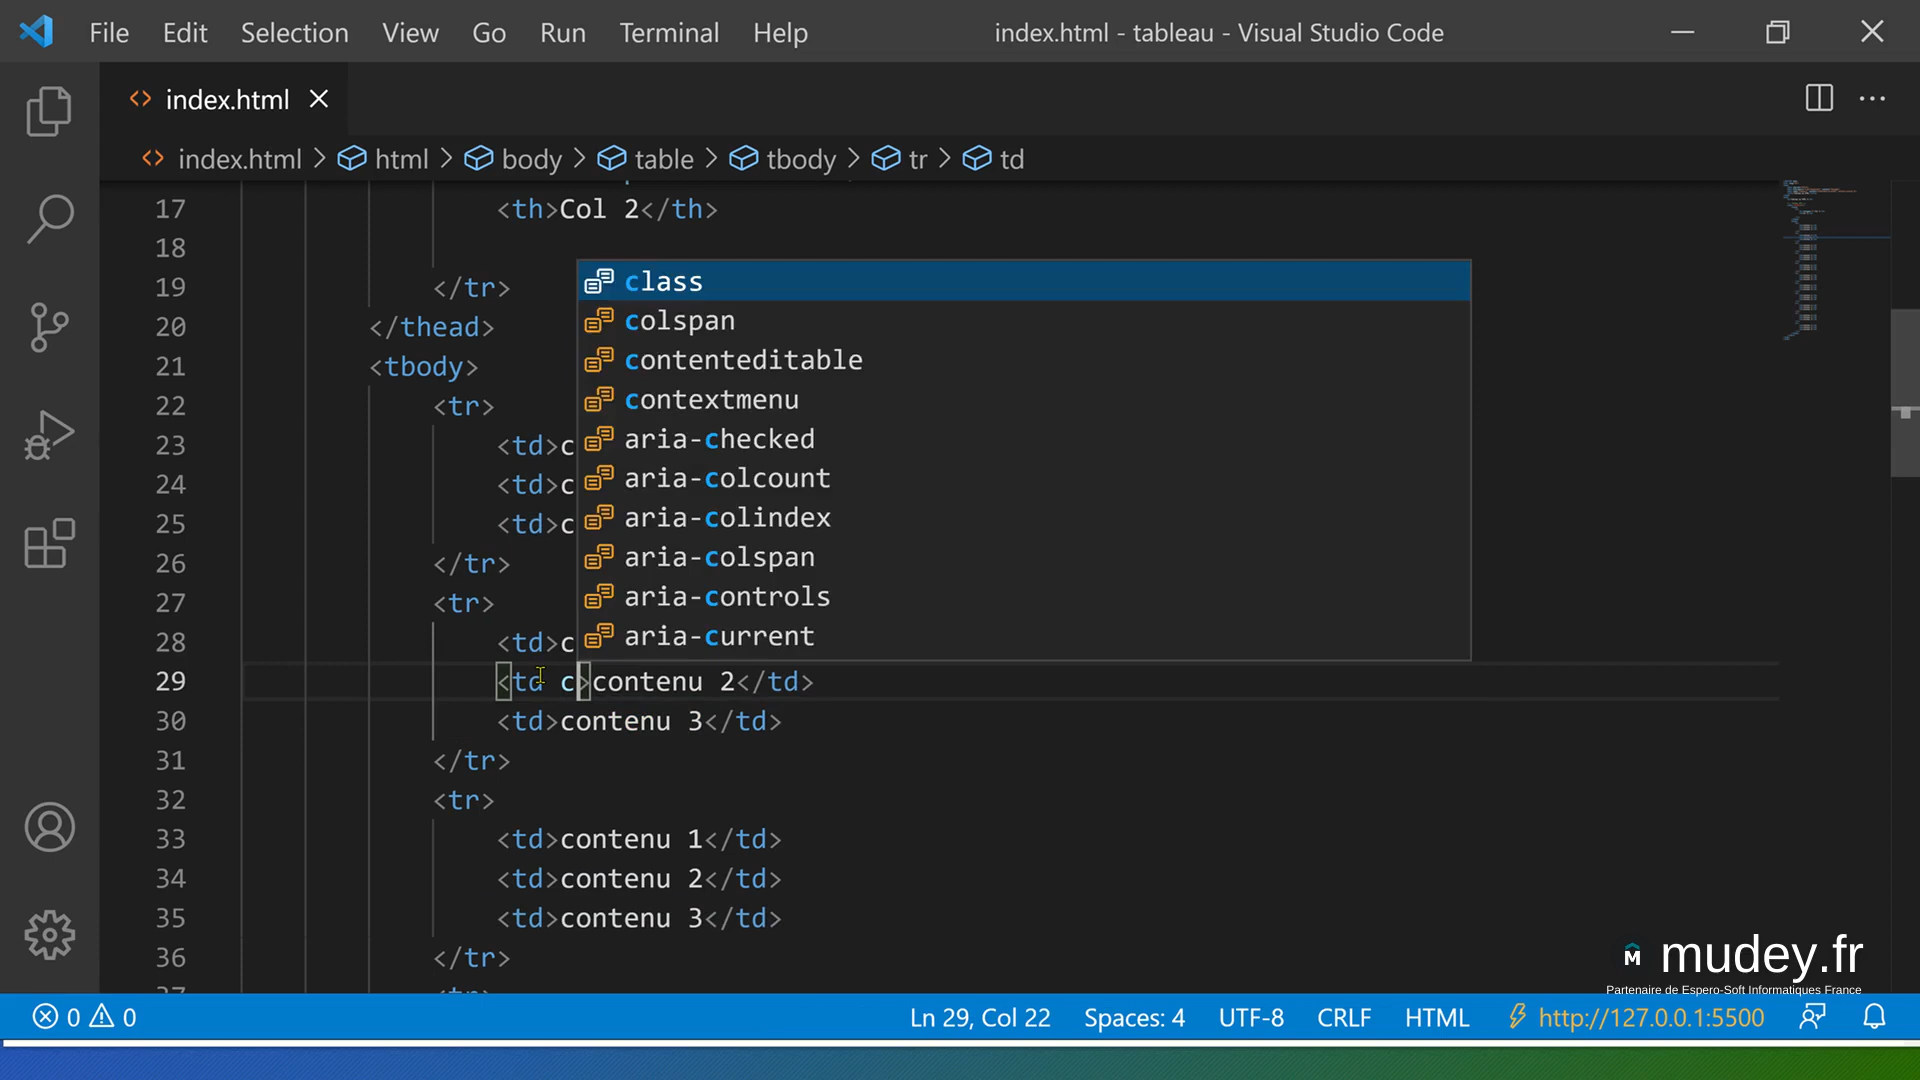 File Edit Selection View Go Run Terminal Help index.html - tableau - Visual Studio Code
index.html
index.html > html > body > table > tbody > tr > td
17 <th>Col 2</th>
18
19 </tr>
20 </thead>
21 <tbody>
22 <tr>
23 <td>c
24 <td>c
25 <td>c
26 </tr>
27 <tr>
28 <td>c
29 <td c>contenu 2</td>
30 <td>contenu 3</td>
31 </tr>
32 <tr>
33 <td>contenu 1</td>
34 <td>contenu 2</td>
35 <td>contenu 3</td>
36 </tr>
class
colspan
contenteditable
contextmenu
aria-checked
aria-colcount
aria-colindex
aria-colspan
aria-controls
aria-current
M mudey.fr
Partenaire de Espero-Soft Informatiques France
0 0 Ln 29, Col 22 Spaces: 4 UTF-8 CRLF HTML http://127.0.0.1:5500